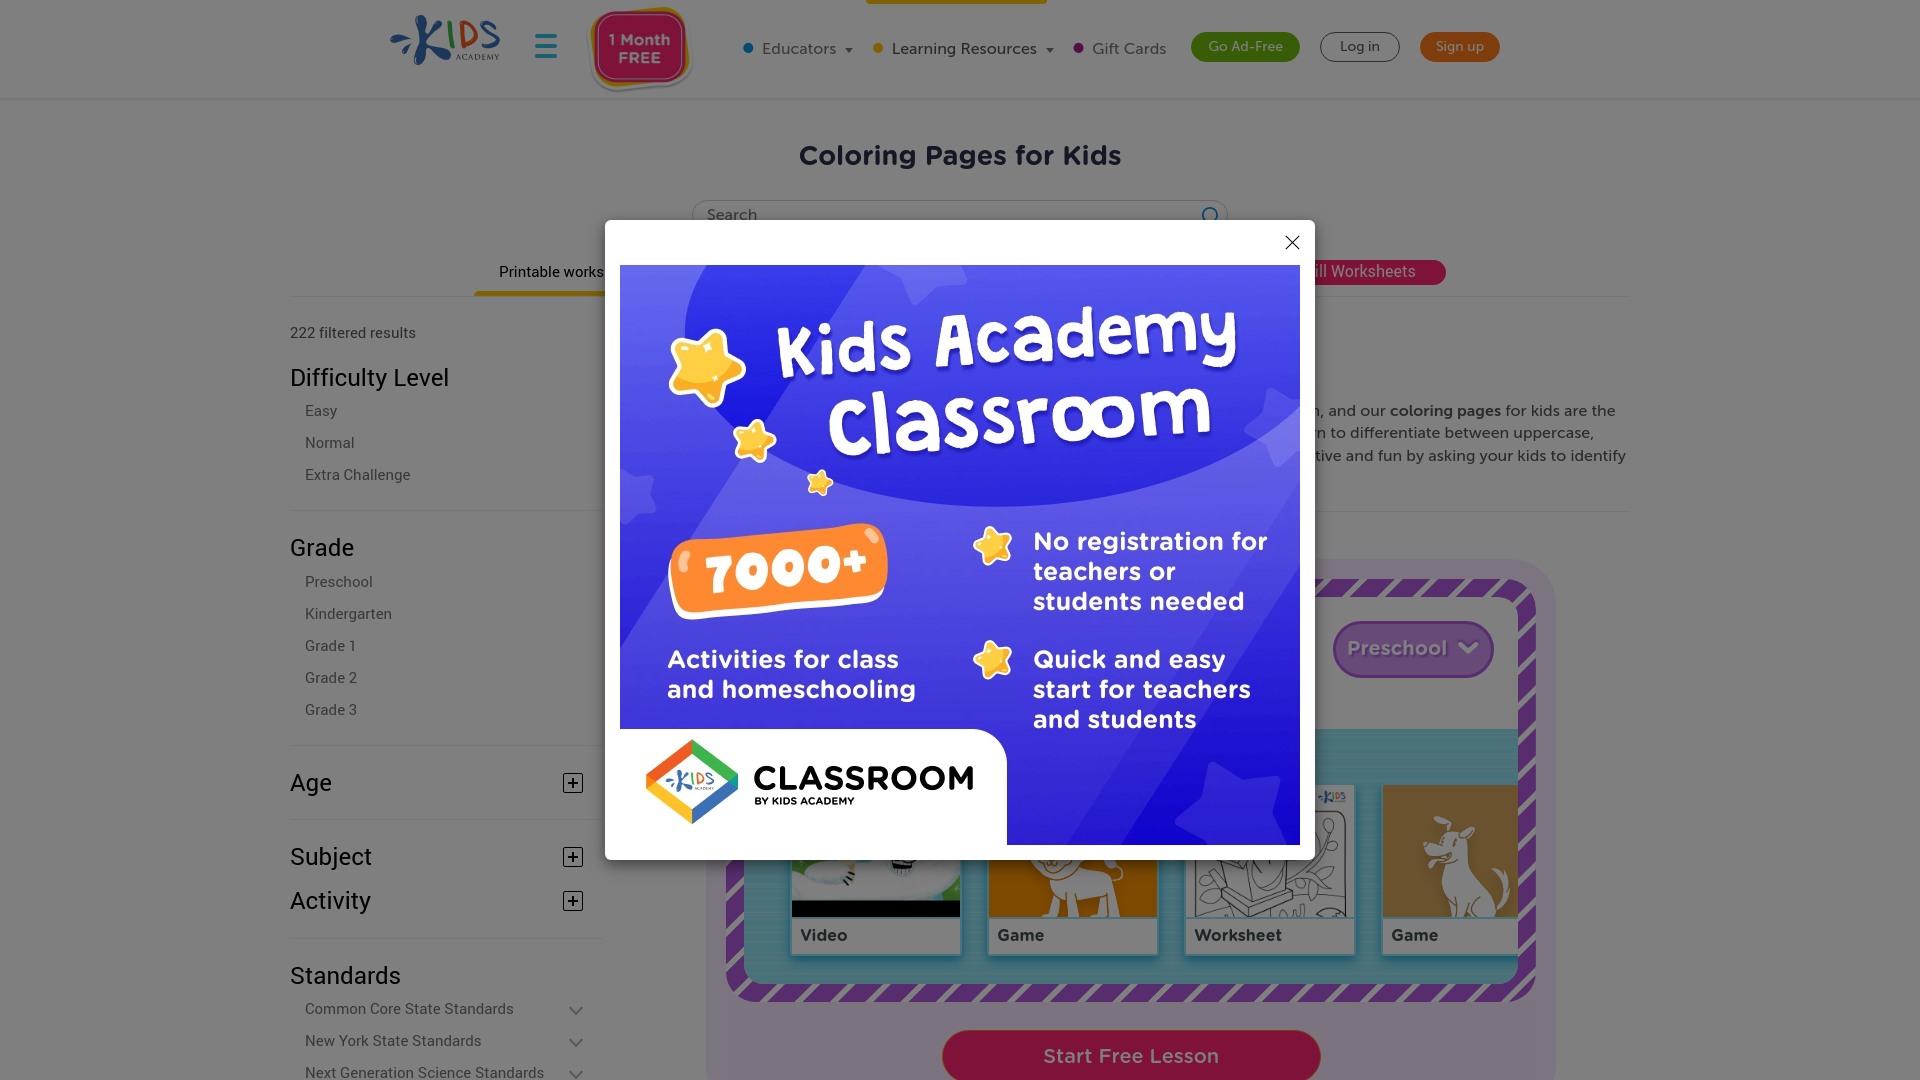 KIDS
ACADEMY
1 Month
FREE
Educators
Learning Resources
Gift Cards
Go Ad-Free
Log in
Sign up
Coloring Pages for Kids
Search
Printable works
ill Worksheets
222 filtered results
Difficulty Level
Easy
Normal
Extra Challenge
Grade
Preschool
Kindergarten
Grade 1
Grade 2
Grade 3
Age
Subject
Activity
Standards
Common Core State Standards
New York State Standards
Next Generation Science Standards
, and our coloring pages for kids are the
n to differentiate between uppercase,
tive and fun by asking your kids to identify
Kids Academy
Classroom
7000+
Activities for class
and homeschooling
No registration for
teachers or
students needed
Quick and easy
start for teachers
and students
KIDS
ACADEMY
CLASSROOM
BY KIDS ACADEMY
Preschool
KIDS
Video
Game
Worksheet
Game
Start Free Lesson